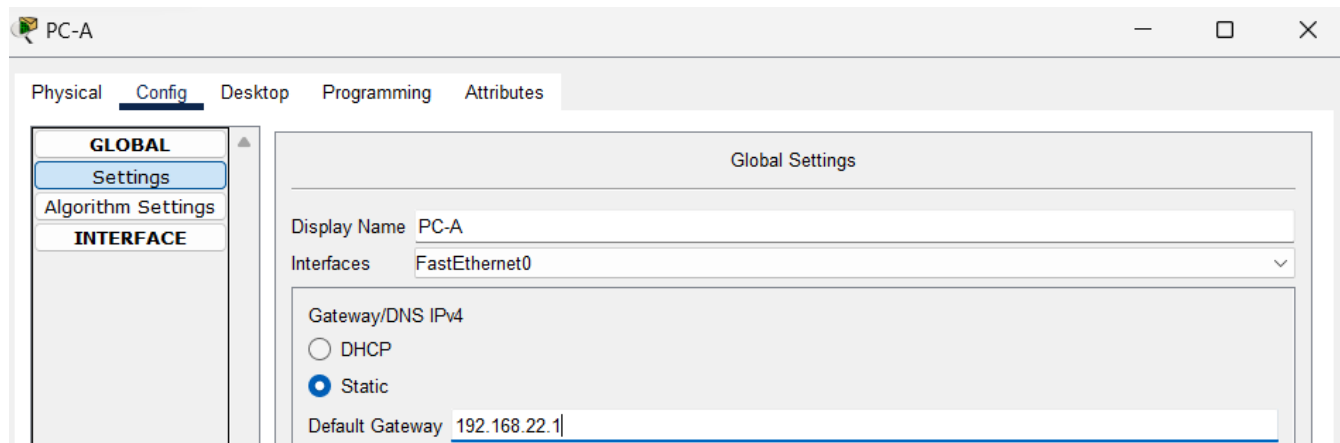 PC-A
Physical Config Desktop Programming Attributes
GLOBAL
Settings
Algorithm Settings
INTERFACE
Global Settings
Display Name PC-A
Interfaces FastEthernet0
Gateway/DNS IPv4
DHCP
Static
Default Gateway 192.168.22.1